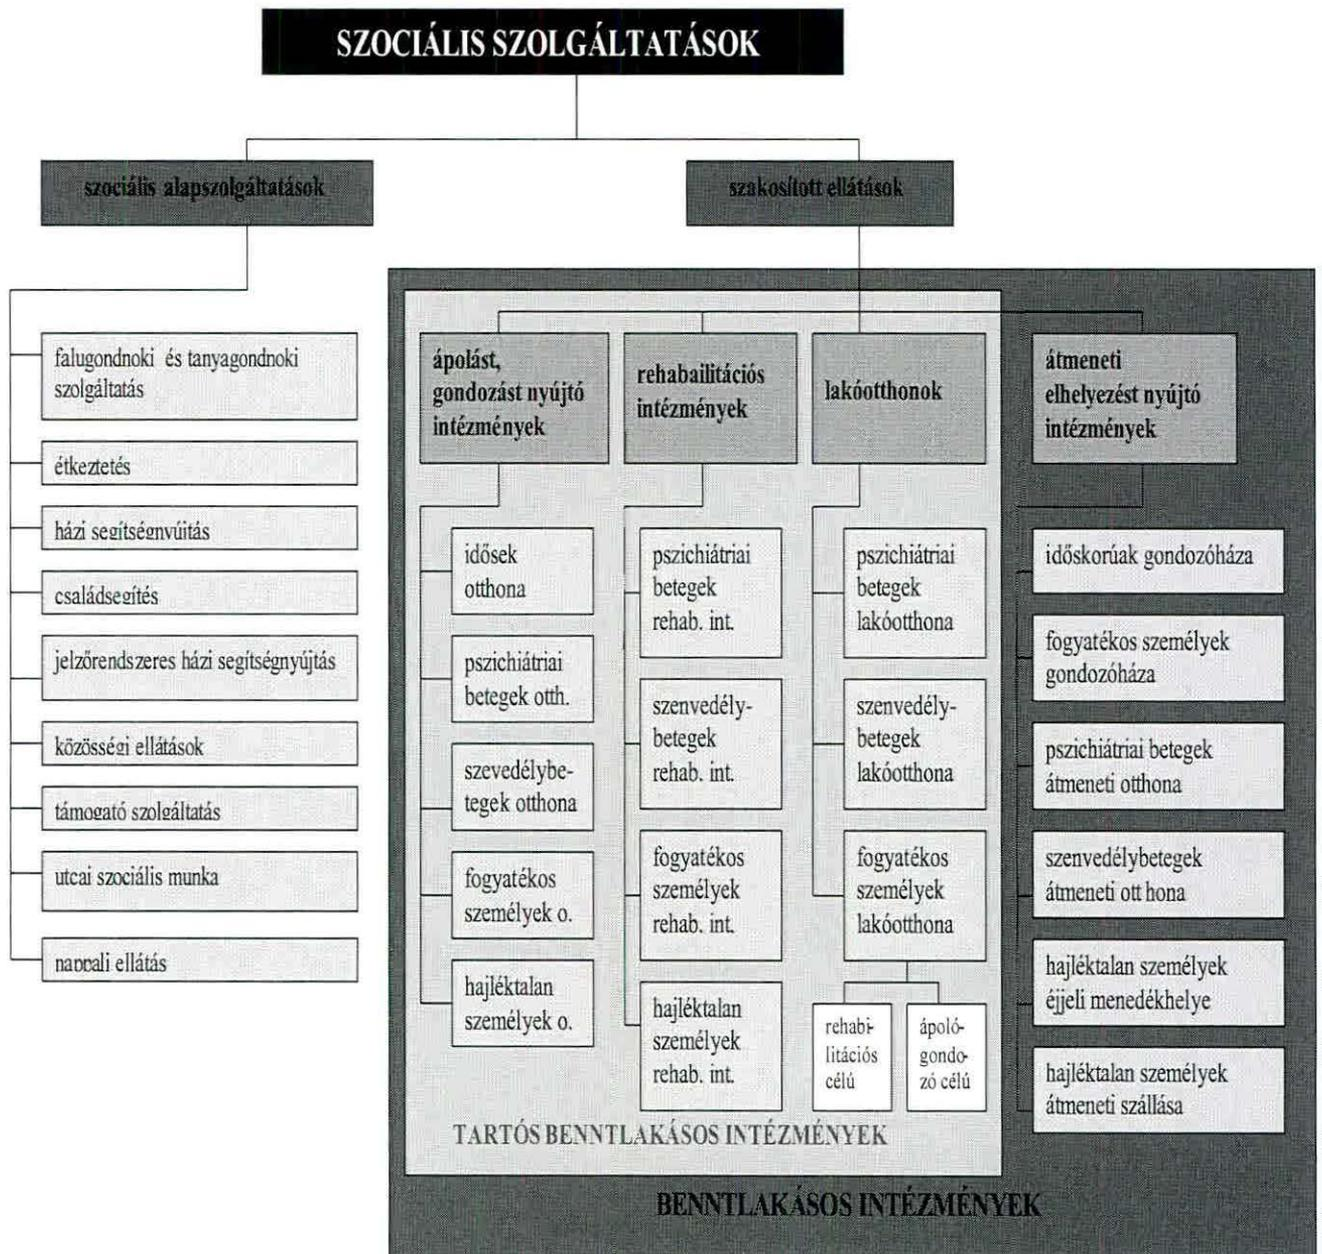 SZOCIÁLIS SZOLGÁLTATÁSOK
szociális alapszolgáltatások
szakosított ellátások
falugondnoki és tanyagondnoki
szolgáltatás
étkeztetés
házi segítségnyújtás
családsegítés
jelzőrendszeres házi segítségnyújtás
közösségi ellátások
támogató szolgáltatás
utcai szociális munka
nappali ellátás
ápolást,
gondozást nyújtó
intézmények
idősek
otthona
pszichiátriai
betegek otth.
szevedélybe-
tegek otthona
fogyatékos
személyek o.
hajléktalan
személyek o.
rehabailitációs
intézmények
pszichiátriai
betegek
rehab. int.
szenvedély-
betegek
rehab. int.
fogyatékos
személyek
rehab. int.
hajléktalan
személyek
rehab. int.
lakóotthonok
pszichiátriai
betegek
lakóotthona
szenvedély-
betegek
lakóotthona
fogyatékos
személyek
lakóotthona
rehabi-
litációs
célú
ápoló-
gondo-
zó célú
átmeneti
elhelyezést nyújtó
intézmények
időskorúak gondozóháza
fogyatékos személyek
gondozóháza
pszichiátriai betegek
átmeneti otthona
szenvedélybetegek
átmeneti ott hona
hajléktalan személyek
éjjeli menedékhelye
hajléktalan személyek
átmeneti szállása
TARTÓS BENNTLAKÁSOS INTÉZMÉNYEK
BENNTLAKÁSOS INTÉZMÉNYEK